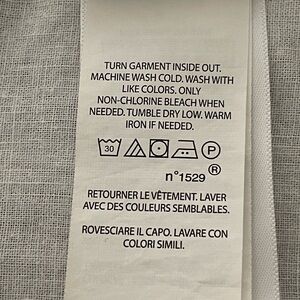 TURN GARMENT INSIDE OUT.
MACHINE WASH COLD. WASH WITH
LIKE COLORS. ONLY
NON-CHLORINE BLEACH WHEN
NEEDED. TUMBLE DRY LOW. WARM
IRON IF NEEDED.
30 P
n°1529 ®
RETOURNER LE VÊTEMENT. LAVER
AVEC DES COULEURS SEMBLABLES.
ROVESCIARE IL CAPO. LAVARE CON
COLORI SIMILI.